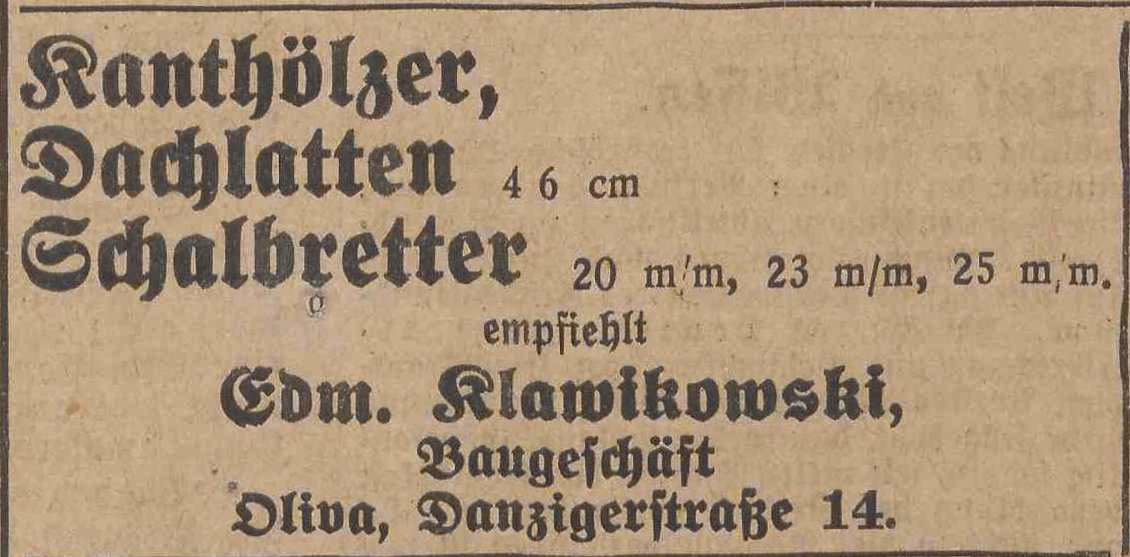 Kanthölzer,
Dachlatten 4 6 cm
Schalbretter 20 m/m, 23 m/m, 25 m/m.
empfiehlt
Edm. Klawikowski,
Baugeschäft
Oliva, Danzigerstraße 14.